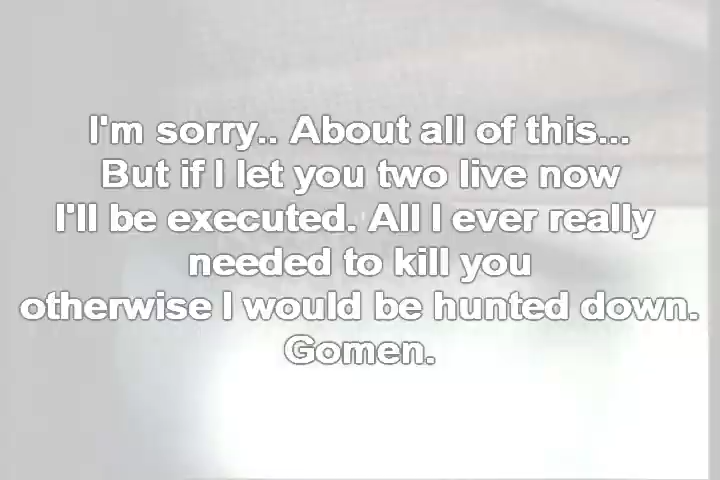 I'm sorry.. About all of this...
But if I let you two live now
I'll be executed. All I ever really
needed to kill you
otherwise I would be hunted down.
Gomen.